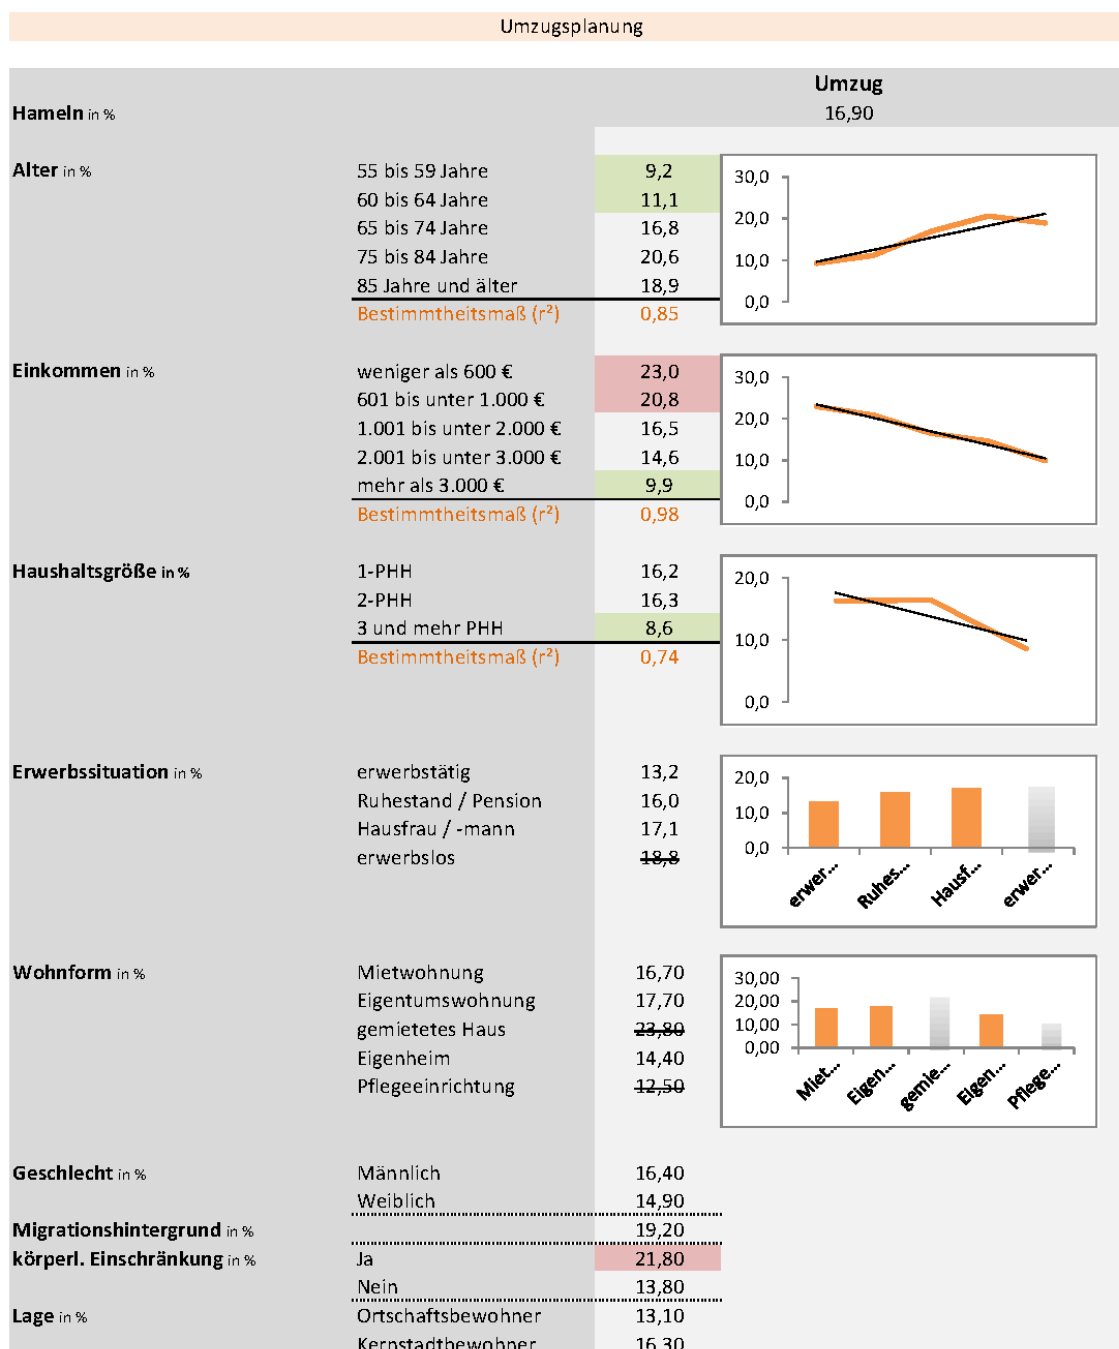 Umzugsplanung
Umzug
Hameln in % 16,90
Alter in % 55 bis 59 Jahre 9,2
60 bis 64 Jahre 11,1
65 bis 74 Jahre 16,8
75 bis 84 Jahre 20,6
85 Jahre und älter 18,9
Bestimmtheitsmaß (r²) 0,85
30,0
20,0
10,0
0,0
Einkommen in % weniger als 600 € 23,0
601 bis unter 1.000 € 20,8
1.001 bis unter 2.000 € 16,5
2.001 bis unter 3.000 € 14,6
mehr als 3.000 € 9,9
Bestimmtheitsmaß (r²) 0,98
30,0
20,0
10,0
0,0
Haushaltsgröße in % 1-PHH 16,2
2-PHH 16,3
3 und mehr PHH 8,6
Bestimmtheitsmaß (r²) 0,74
20,0
10,0
0,0
Erwerbssituation in % erwerbstätig 13,2
Ruhestand / Pension 16,0
Hausfrau / -mann 17,1
erwerbslos 18,8
20,0
10,0
0,0
erwer... Ruhes... Hausf... erwer...
Wohnform in % Mietwohnung 16,70
Eigentumswohnung 17,70
gemietetes Haus 23,80
Eigenheim 14,40
Pflegeeinrichtung 12,50
30,00
20,00
10,00
0,00
Miet... Eigen... gemie... Eigen... Pflege...
Geschlecht in % Männlich 16,40
Weiblich 14,90
Migrationshintergrund in % 19,20
körperl. Einschränkung in % Ja 21,80
Nein 13,80
Lage in % Ortschaftsbewohner 13,10
Kernstadtbewohner 16,30